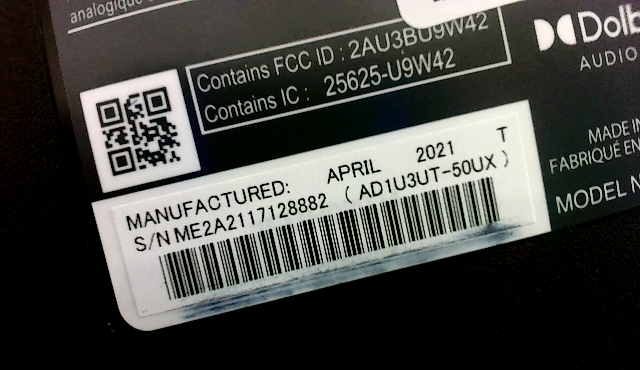 analogique
Contains FCC ID : 2AU3BU9W42
Contains IC : 25625-U9W42
Dolb
AUDIO
MANUFACTURED: APRIL 2021 T
S/N ME2A2117128882 ( AD1U3UT-50UX )
MADE IN
FABRIQUÉ EN
MODEL N